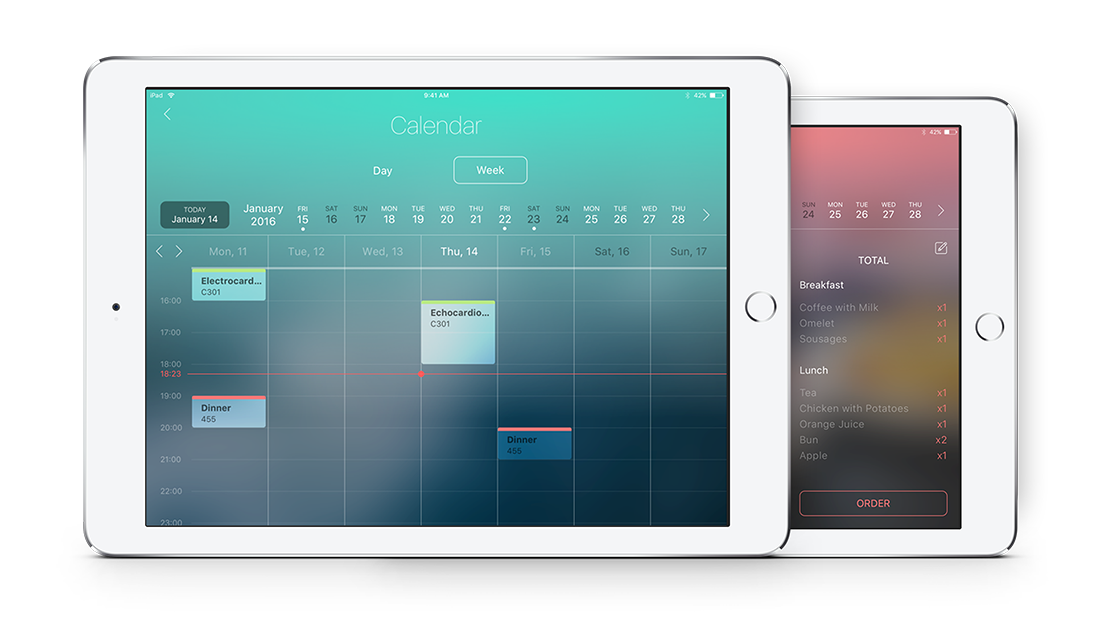 iPad 9:41 AM 42%
Calendar
Day Week
TODAY
January 14
January
2016
FRI SAT SUN MON TUE WED THU FRI SAT SUN MON TUE WED THU
15 16 17 18 19 20 21 22 23 24 25 26 27 28
Mon, 11 Tue, 12 Wed, 13 Thu, 14 Fri, 15 Sat, 16 Sun, 17
Electrocard...
C301
16:00
Echocardio...
C301
17:00
18:00
18:23
19:00
Dinner
455
20:00
Dinner
455
21:00
22:00
23:00
42%
SUN MON TUE WED THU
24 25 26 27 28
TOTAL
Breakfast
Coffee with Milk x1
Omelet x1
Sousages x1
Lunch
Tea x1
Chicken with Potatoes x1
Orange Juice x1
Bun x2
Apple x1
ORDER